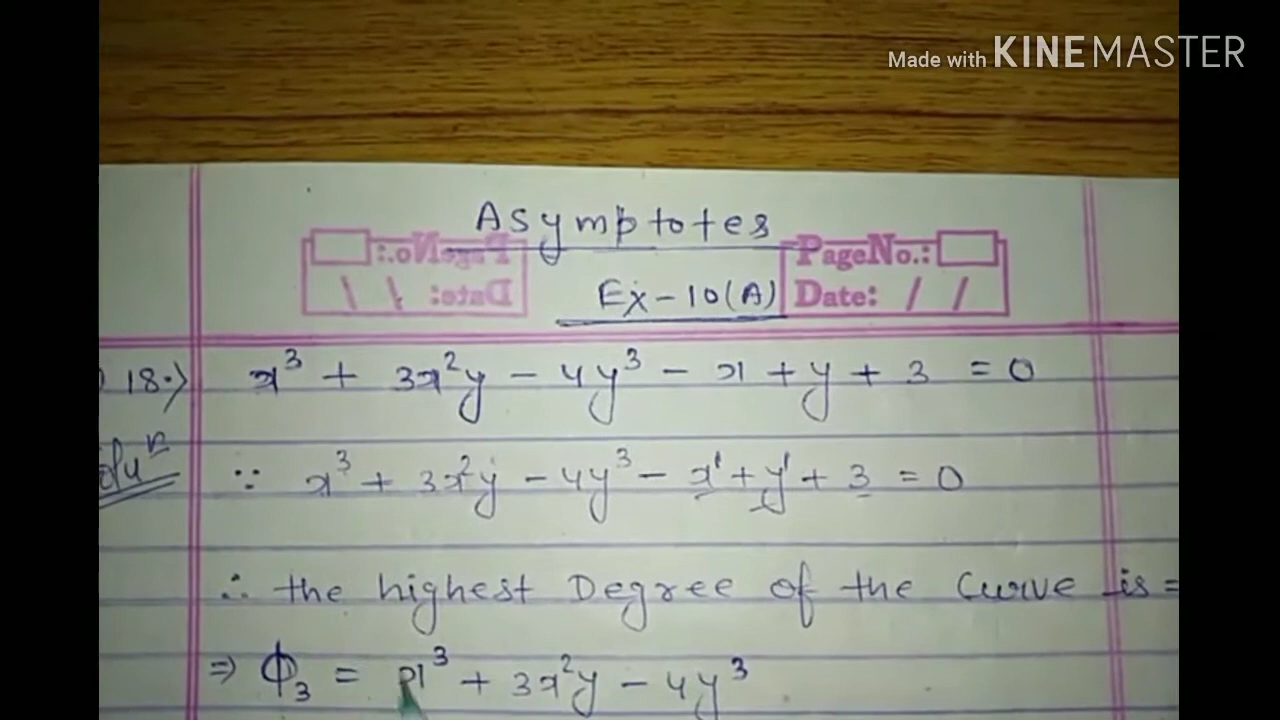 Made with KINEMASTER
Asymptotes
PageNo.:
Ex-10(A)
Date: / /
18.) x³ + 3x²y - 4y³ - x + y + 3 = 0
∵ x³ + 3x²y - 4y³ - x¹ + y¹ + 3 = 0
∴ the highest Degree of the Curve is =
⇒ ϕ₃ = x³ + 3x²y - 4y³